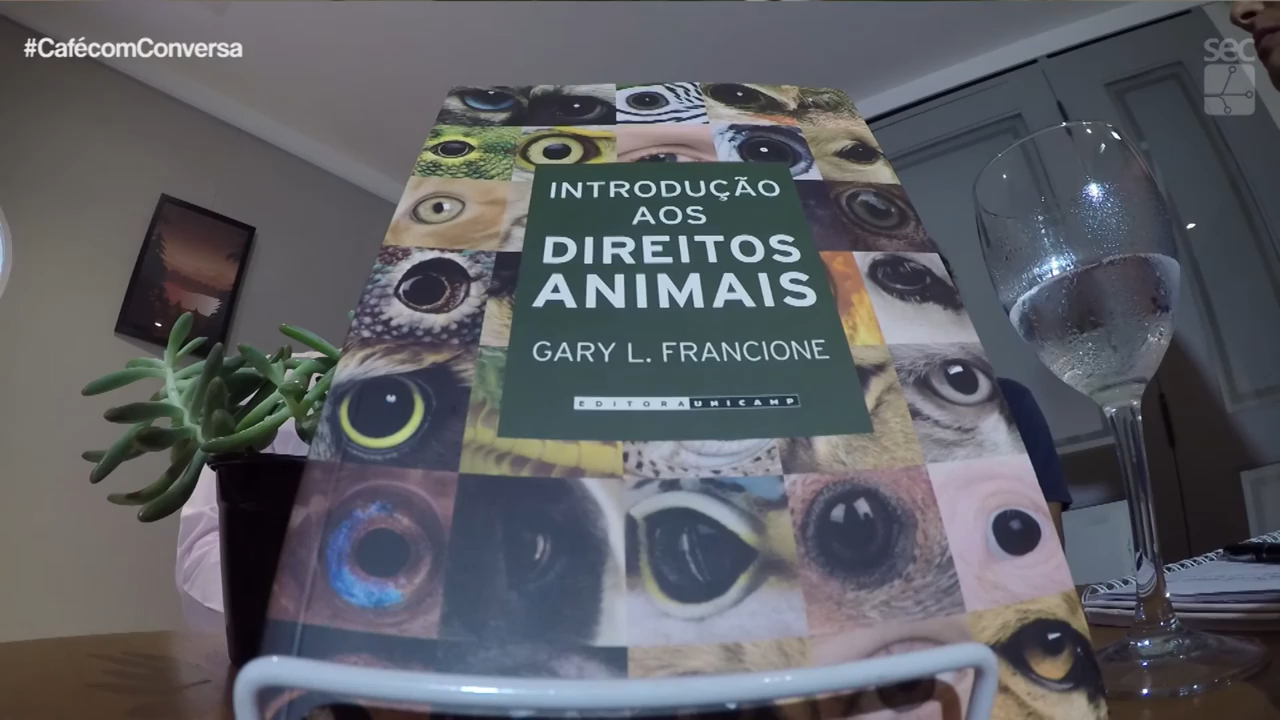 #CafécomConversa
sec
INTRODUÇÃO
AOS
DIREITOS
ANIMAIS
GARY L. FRANCIONE
EDITORA UNICAMP